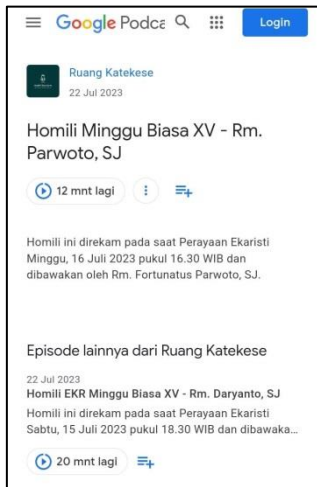 Google Podca
Login
Ruang Katekese
22 Jul 2023
Homili Minggu Biasa XV - Rm.
Parwoto, SJ
12 mnt lagi
Homili ini direkam pada saat Perayaan Ekaristi
Minggu, 16 Juli 2023 pukul 16.30 WIB dan
dibawakan oleh Rm. Fortunatus Parwoto, SJ.
Episode lainnya dari Ruang Katekese
22 Jul 2023
Homili EKR Minggu Biasa XV - Rm. Daryanto, SJ
Homili ini direkam pada saat Perayaan Ekaristi
Sabtu, 15 Juli 2023 pukul 18.30 WIB dan dibawaka...
20 mnt lagi